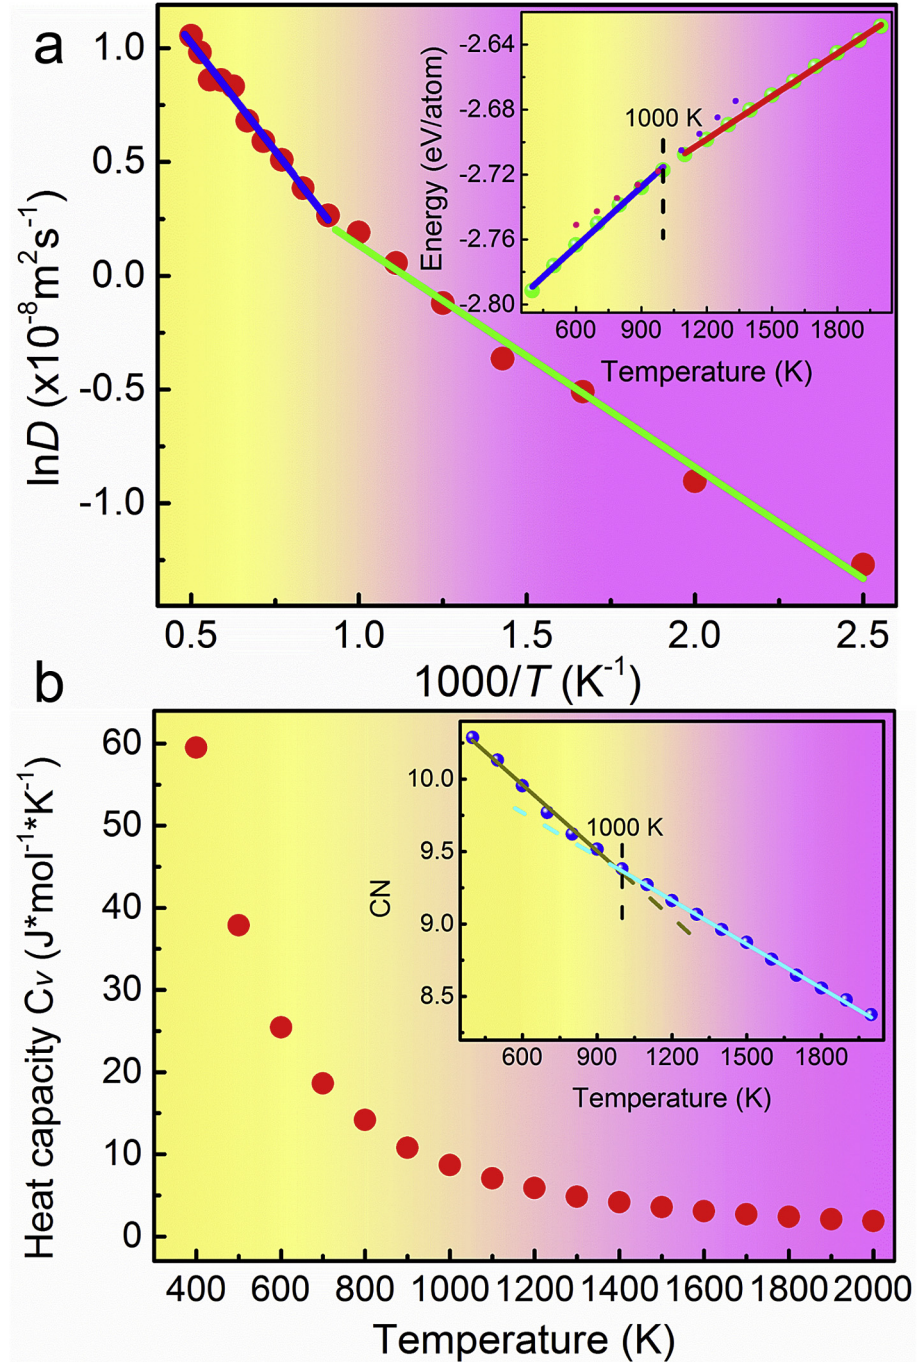 a
lnD (x10⁻⁸m²s⁻¹)
1.0
0.5
0.0
-0.5
-1.0
0.5 1.0 1.5 2.0 2.5
1000/T (K⁻¹)
Energy (eV/atom)
-2.64
-2.68
-2.72
-2.76
-2.80
1000 K
600 900 1200 1500 1800
Temperature (K)
b
Heat capacity Cv (J*mol⁻¹*K⁻¹)
60
50
40
30
20
10
0
400 600 800 1000 1200 1400 1600 1800 2000
Temperature (K)
CN
10.0
9.5
9.0
8.5
1000 K
600 900 1200 1500 1800
Temperature (K)